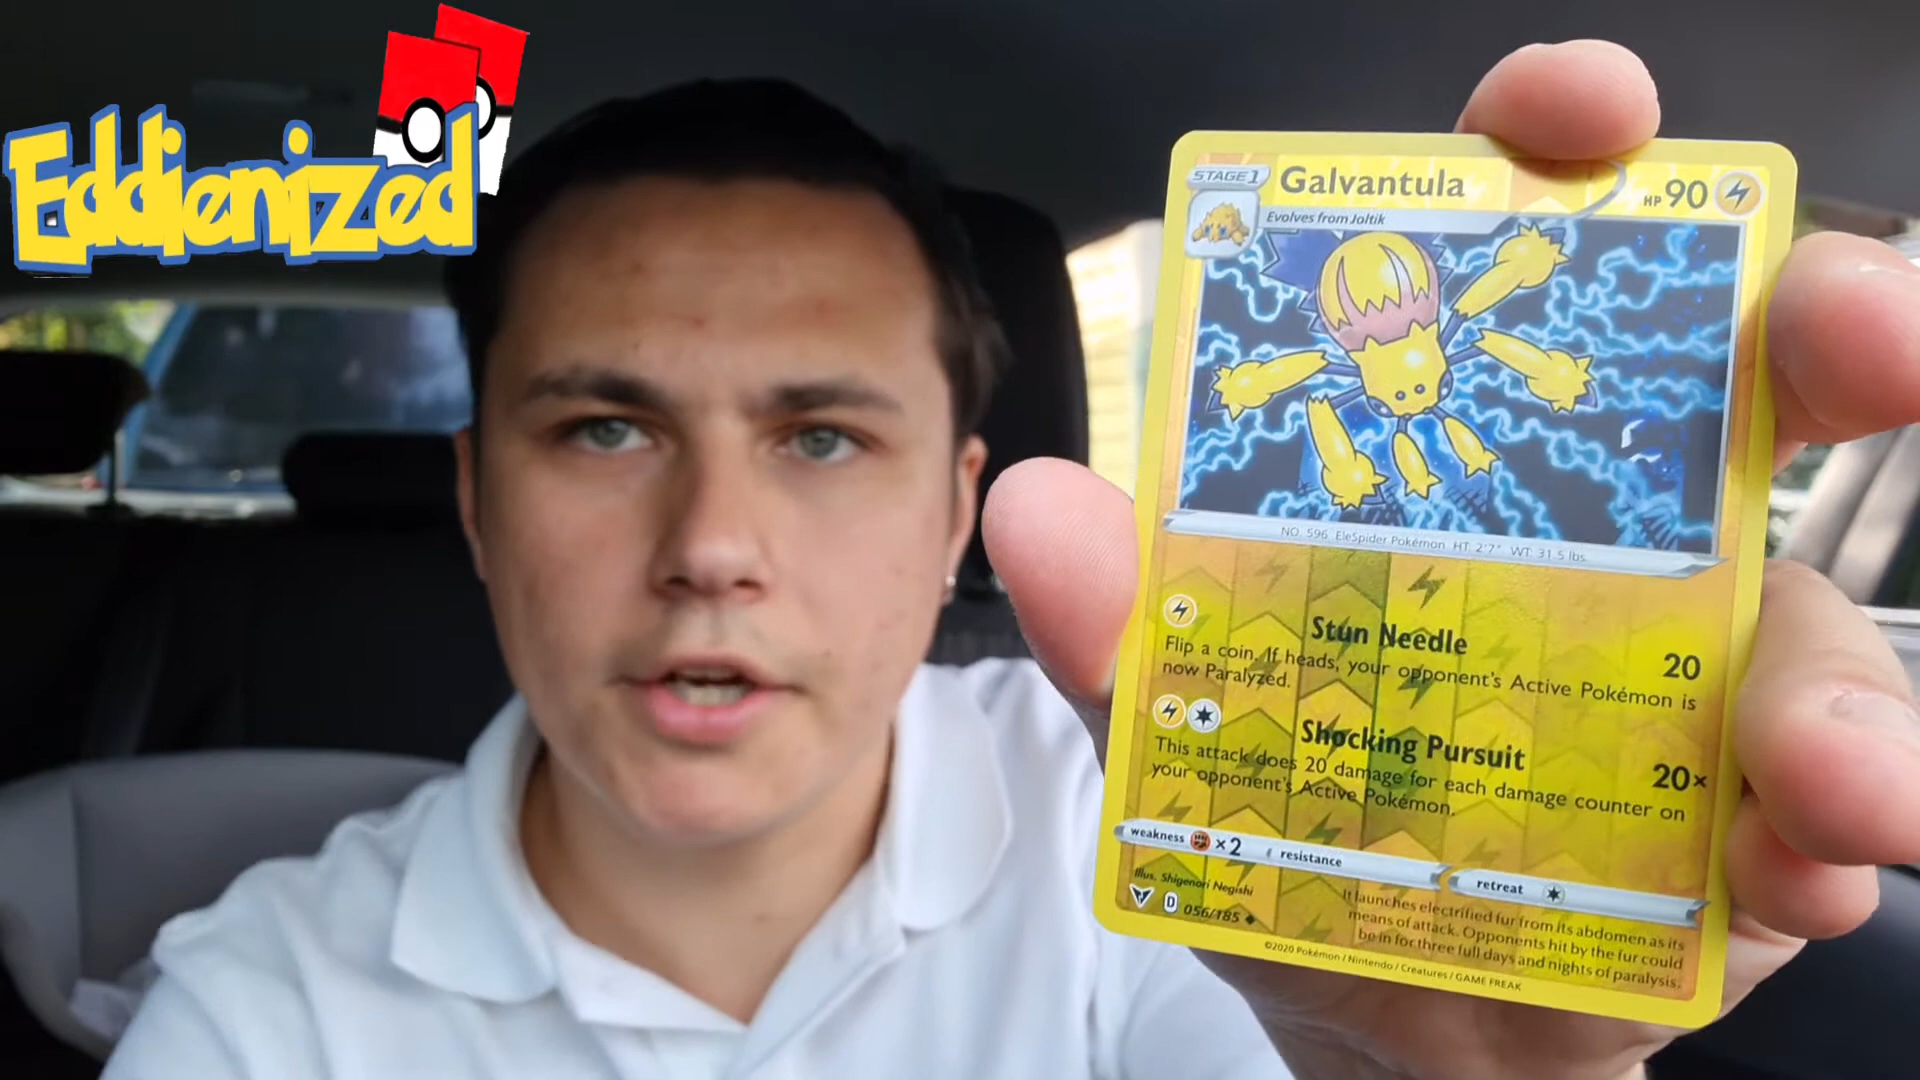 Eddienized
STAGE 1
Galvantula
HP 90
Evolves from Joltik
NO. 596 EleSpider Pokémon HT: 2'7" WT: 31.5 lbs.
Stun Needle
20
Flip a coin. If heads, your opponent's Active Pokémon is
now Paralyzed.
Shocking Pursuit
20×
This attack does 20 damage for each damage counter on
your opponent's Active Pokémon.
weakness ×2 resistance retreat
Illus. Shigenori Negishi
D 056/185
It launches electrified fur from its abdomen as its
means of attack. Opponents hit by the fur could
be in for three full days and nights of paralysis.
©2020 Pokémon / Nintendo / Creatures / GAME FREAK